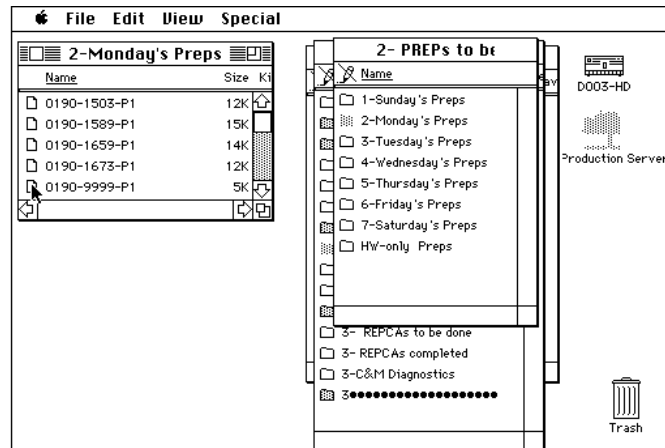 File Edit View Special
2-Monday's Preps
Name Size Ki
0190-1503-P1 12K
0190-1589-P1 15K
0190-1659-P1 14K
0190-1673-P1 12K
0190-9999-P1 5K
2- PREPs to be
Name
1-Sunday's Preps
2-Monday's Preps
3-Tuesday's Preps
4-Wednesday's Preps
5-Thursday's Preps
6-Friday's Preps
7-Saturday's Preps
HW-only Preps
3- REPCAs to be done
3- REPCAs completed
3-C&M Diagnostics
3•••••••••••••••••••
av
D003-HD
Production Server
Trash